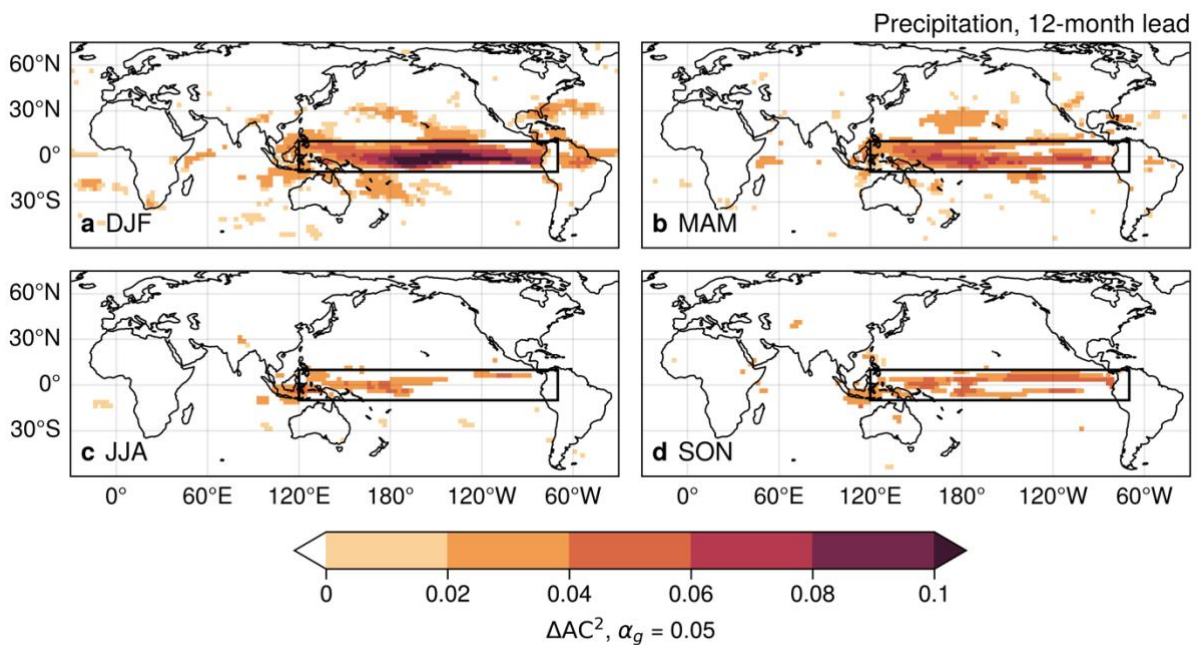 Precipitation, 12-month lead
60°N
30°N
0°
30°S
a DJF
b MAM
60°N
30°N
0°
30°S
c JJA
d SON
0° 60°E 120°E 180° 120°W 60°W
0° 60°E 120°E 180° 120°W 60°W
0 0.02 0.04 0.06 0.08 0.1
ΔAC², α_g = 0.05